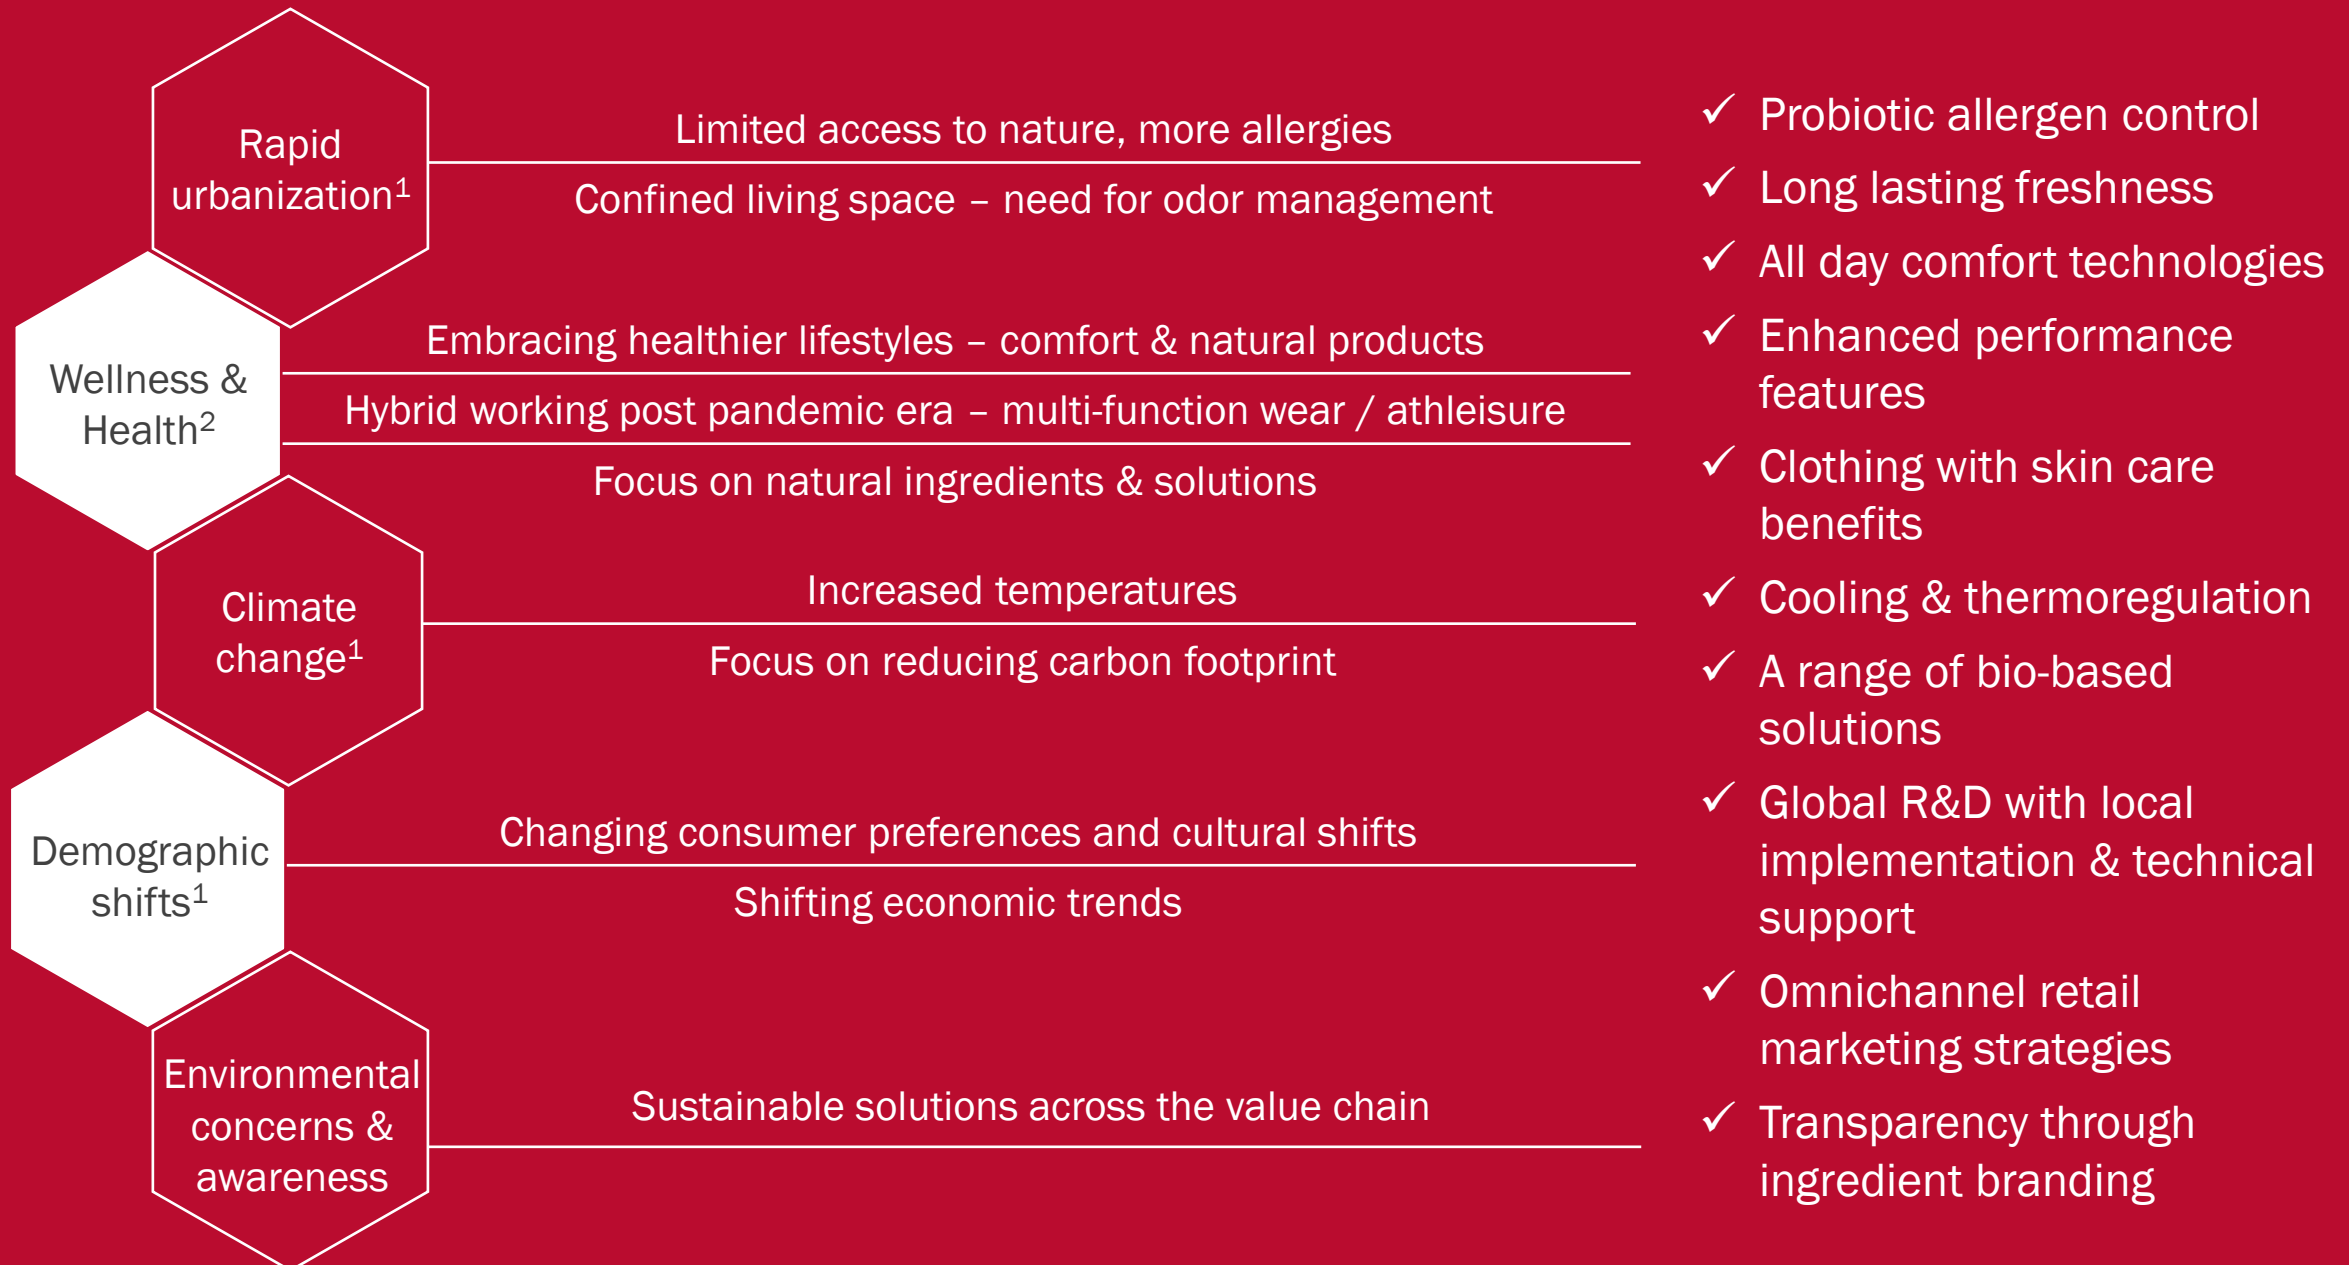 Rapid
urbanization¹
Limited access to nature, more allergies
Confined living space – need for odor management
Wellness &
Health²
Embracing healthier lifestyles – comfort & natural products
Hybrid working post pandemic era – multi-function wear / athleisure
Focus on natural ingredients & solutions
Climate
change¹
Increased temperatures
Focus on reducing carbon footprint
Demographic
shifts¹
Changing consumer preferences and cultural shifts
Shifting economic trends
Environmental
concerns &
awareness
Sustainable solutions across the value chain
✓ Probiotic allergen control
✓ Long lasting freshness
✓ All day comfort technologies
✓ Enhanced performance
features
✓ Clothing with skin care
benefits
✓ Cooling & thermoregulation
✓ A range of bio-based
solutions
✓ Global R&D with local
implementation & technical
support
✓ Omnichannel retail
marketing strategies
✓ Transparency through
ingredient branding